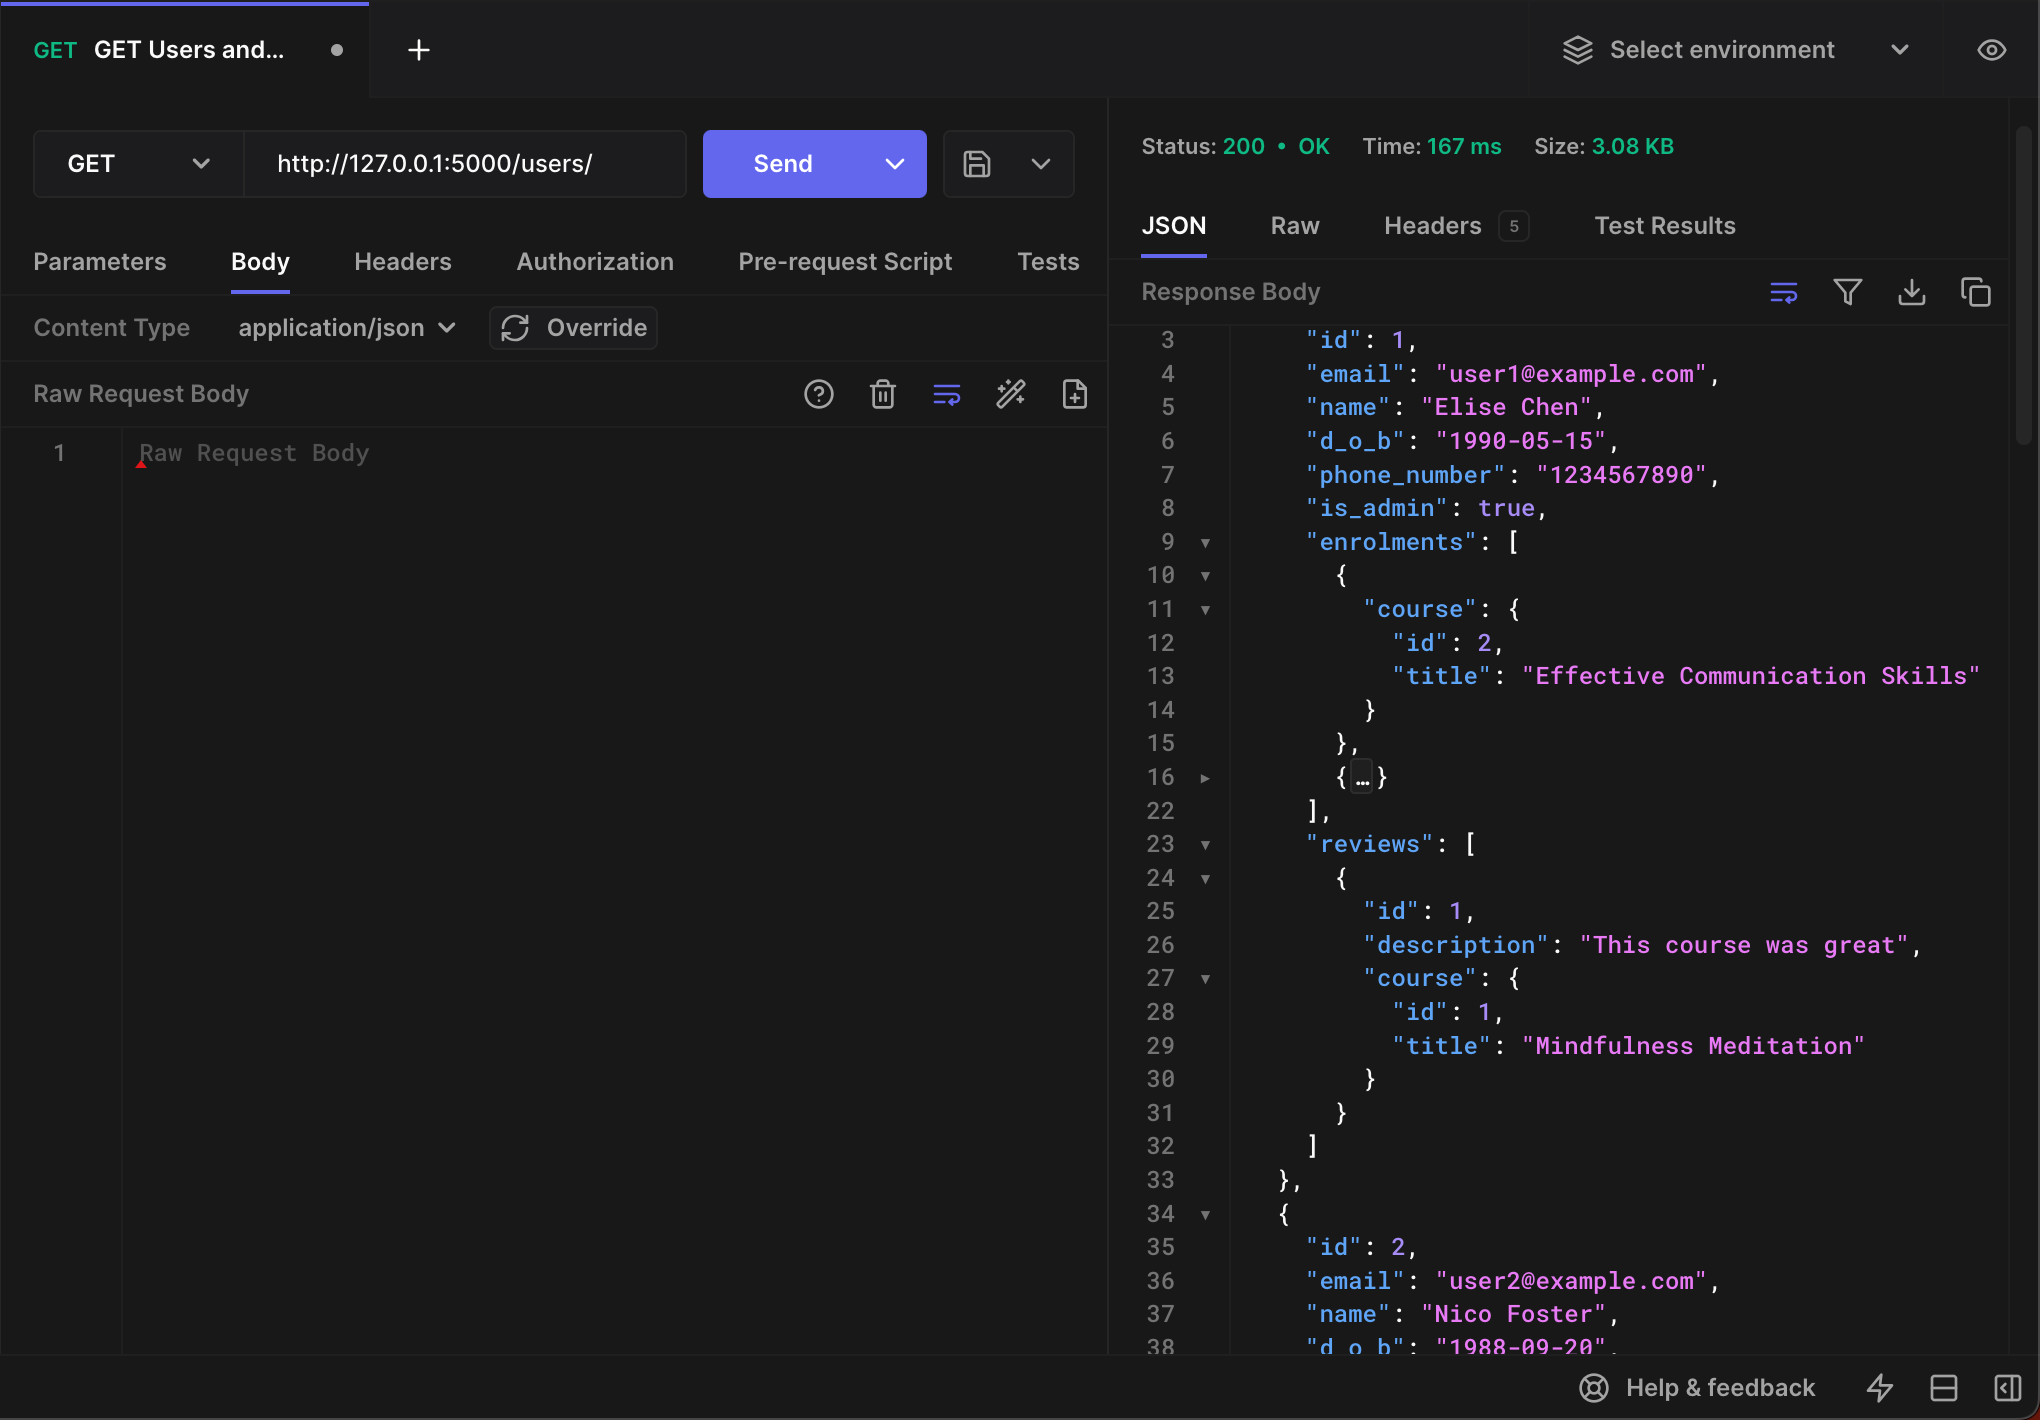 GET GET Users and... Select environment
GET http://127.0.0.1:5000/users/ Send
Parameters Body Headers Authorization Pre-request Script Tests
Content Type application/json Override
Raw Request Body
1 Raw Request Body
Status: 200 • OK Time: 167 ms Size: 3.08 KB
JSON Raw Headers 5 Test Results
Response Body
3 "id": 1,
4 "email": "user1@example.com",
5 "name": "Elise Chen",
6 "d_o_b": "1990-05-15",
7 "phone_number": "1234567890",
8 "is_admin": true,
9 "enrolments": [
10 {
11 "course": {
12 "id": 2,
13 "title": "Effective Communication Skills"
14 }
15 },
16 {…}
22 ],
23 "reviews": [
24 {
25 "id": 1,
26 "description": "This course was great",
27 "course": {
28 "id": 1,
29 "title": "Mindfulness Meditation"
30 }
31 }
32 ]
33 },
34 {
35 "id": 2,
36 "email": "user2@example.com",
37 "name": "Nico Foster",
38 "d_o_b": "1988-09-20",
Help & feedback